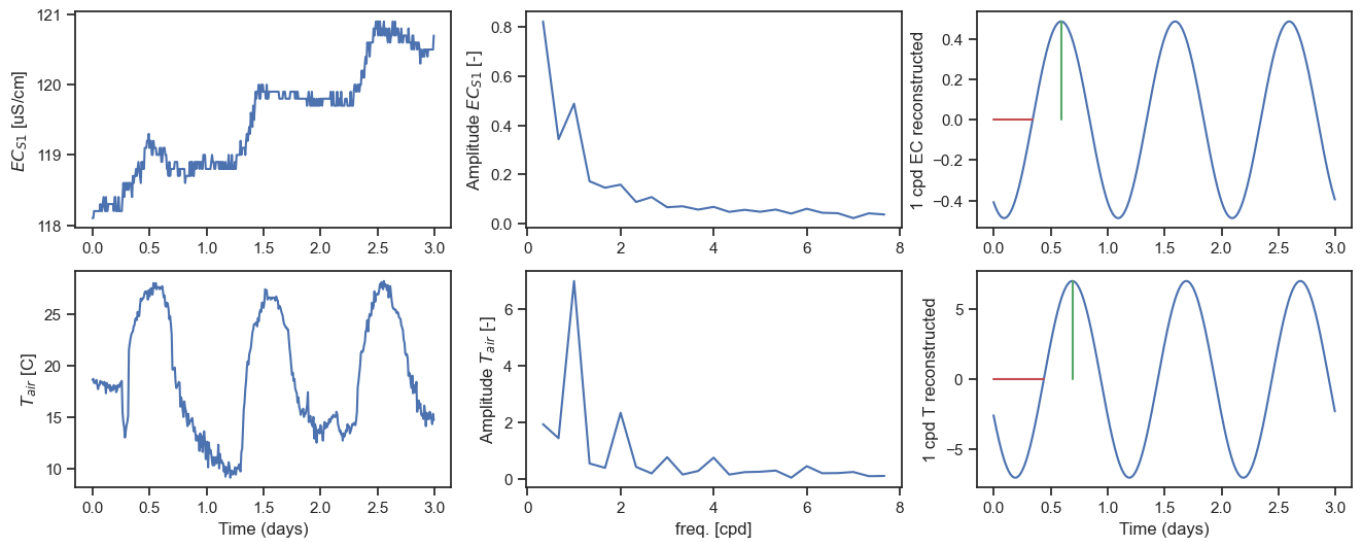 EC_S1 [uS/cm]
121
120
119
118
0.0 0.5 1.0 1.5 2.0 2.5 3.0
Amplitude EC_S1 [-]
0.8
0.6
0.4
0.2
0.0
0 2 4 6 8
1 cpd EC reconstructed
0.4
0.2
0.0
−0.2
−0.4
0.0 0.5 1.0 1.5 2.0 2.5 3.0
T_air [C]
25
20
15
10
0.0 0.5 1.0 1.5 2.0 2.5 3.0
Time (days)
Amplitude T_air [-]
6
4
2
0
0 2 4 6 8
freq. [cpd]
1 cpd T reconstructed
5
0
−5
0.0 0.5 1.0 1.5 2.0 2.5 3.0
Time (days)